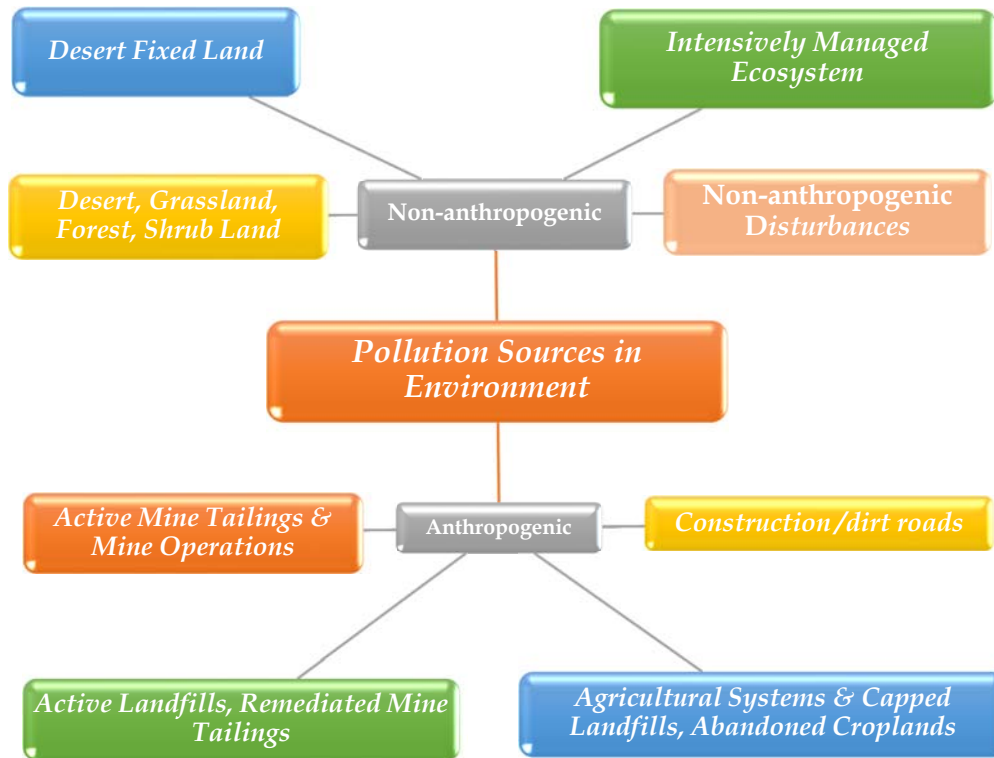 Desert Fixed Land
Intensively Managed
Ecosystem
Desert, Grassland,
Forest, Shrub Land
Non-anthropogenic
Non-anthropogenic
Disturbances
Pollution Sources in
Environment
Active Mine Tailings &
Mine Operations
Anthropogenic
Construction/dirt roads
Active Landfills, Remediated Mine
Tailings
Agricultural Systems & Capped
Landfills, Abandoned Croplands